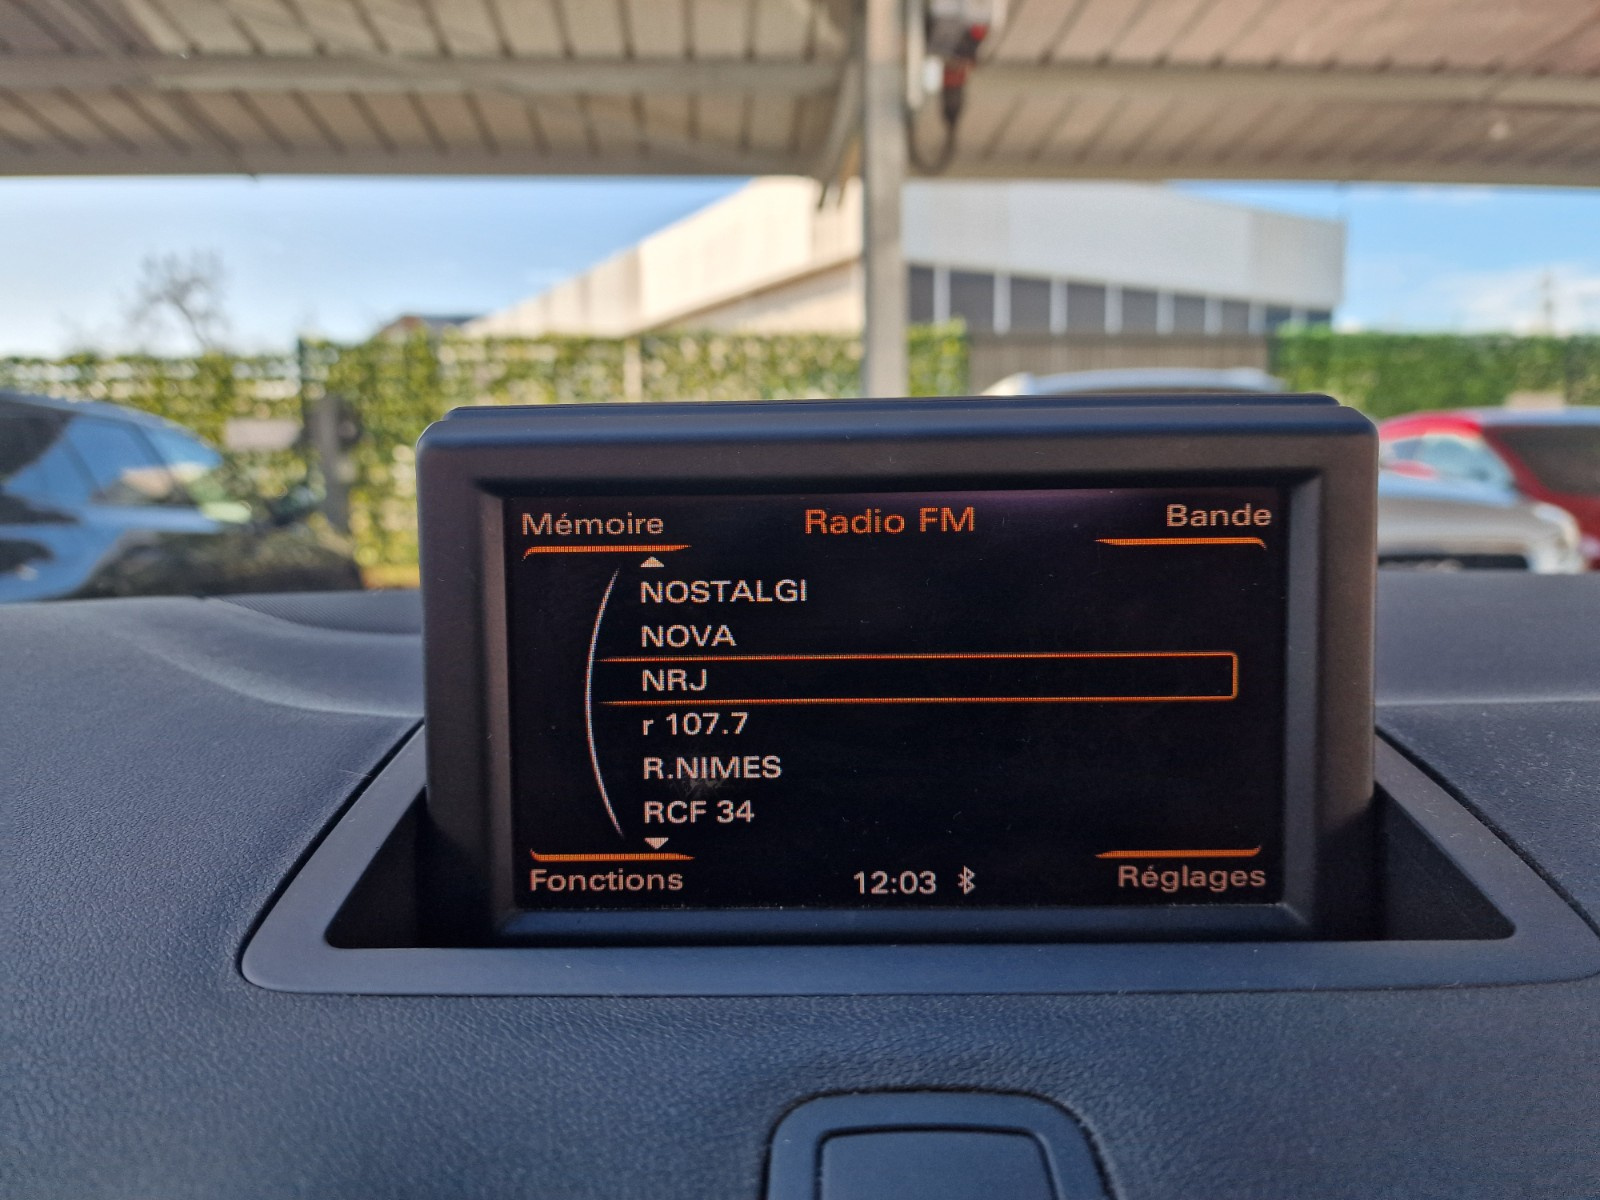 Mémoire Radio FM Bande
NOSTALGI
NOVA
NRJ
r 107.7
R.NIMES
RCF 34
Fonctions 12:03 Réglages